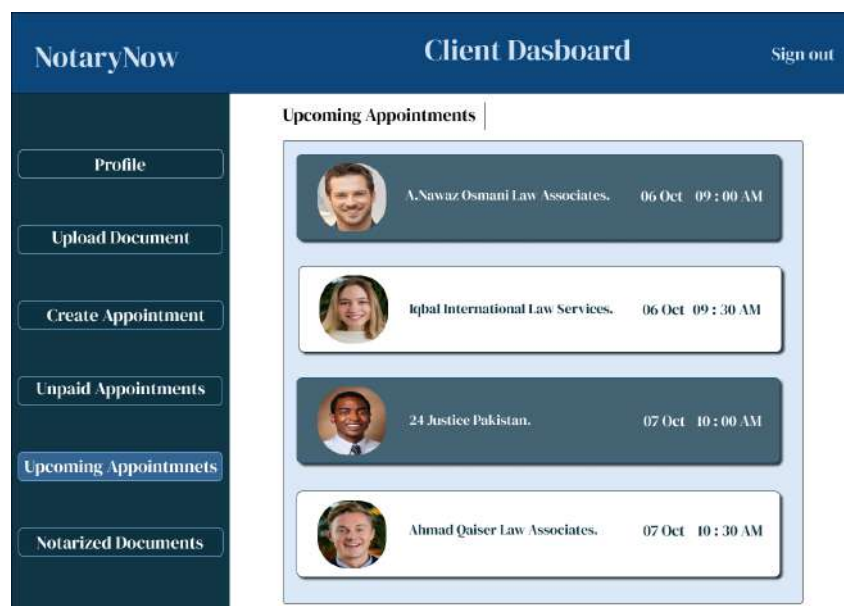 NotaryNow
Client Dasboard
Sign out
Profile
Upload Document
Create Appointment
Unpaid Appointments
Upcoming Appointmnets
Notarized Documents
Upcoming Appointments
A.Nawaz Osmani Law Associates. 06 Oct 09 : 00 AM
Iqbal International Law Services. 06 Oct 09 : 30 AM
24 Justice Pakistan. 07 Oct 10 : 00 AM
Ahmad Qaiser Law Associates. 07 Oct 10 : 30 AM